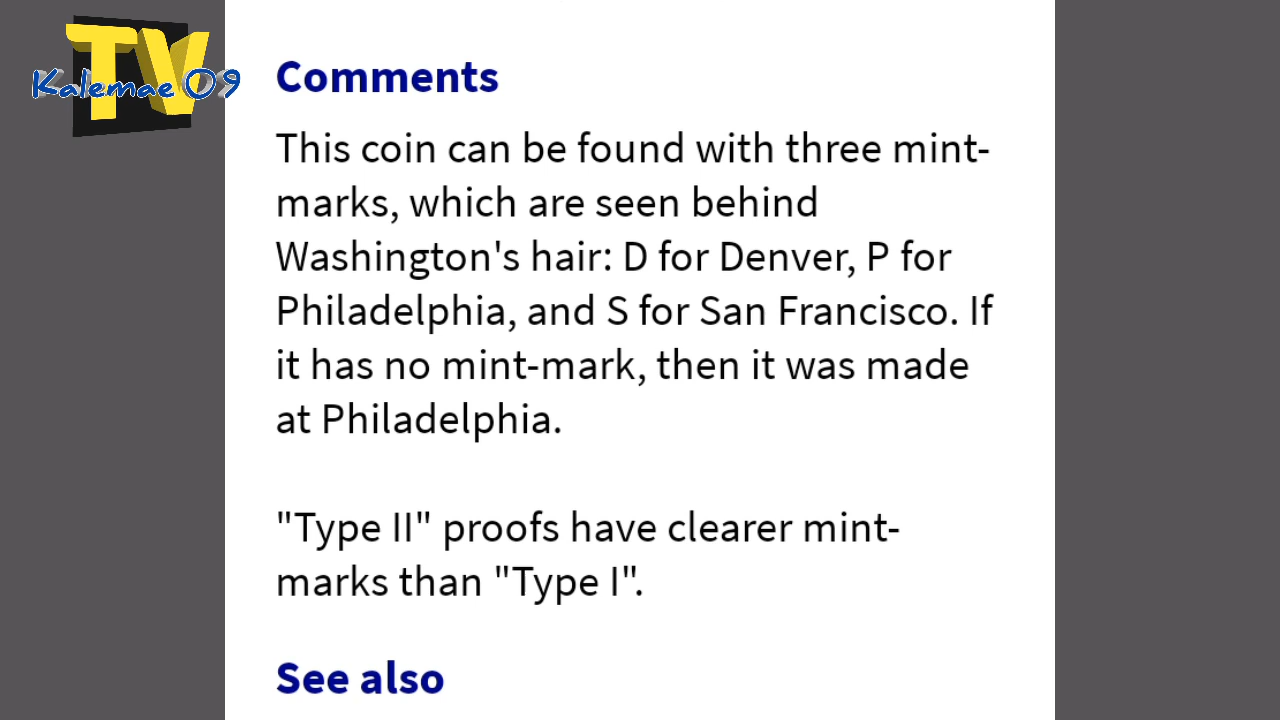 TV
Kalemae 09
Comments
This coin can be found with three mint-
marks, which are seen behind
Washington's hair: D for Denver, P for
Philadelphia, and S for San Francisco. If
it has no mint-mark, then it was made
at Philadelphia.
"Type II" proofs have clearer mint-
marks than "Type I".
See also